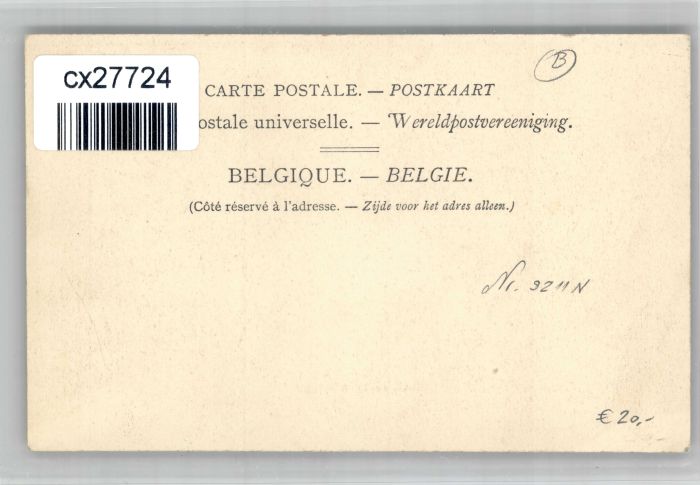 cx27724
B
CARTE POSTALE. — POSTKAART
ostale universelle. — Wereldpostvereeniging.
BELGIQUE. — BELGIE.
(Côté réservé à l'adresse. — Zijde voor het adres alleen.)
Nr. 3211N
€ 20,-